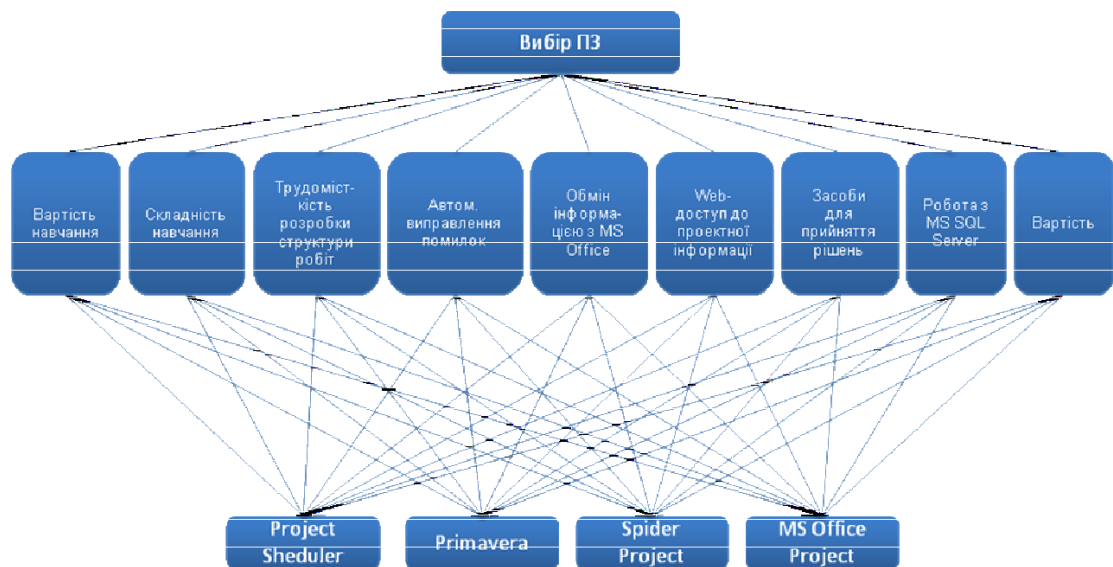 Вибір ПЗ
Вартість
навчання
Складність
навчання
Трудоміст-
кість
розробки
структури
робіт
Автом.
виправлення
помилок
Обмін
інформа-
цією з MS
Office
Web-
доступ до
проектної
інформації
Засоби
для
прийняття
рішень
Робота з
MS SQL
Server
Вартість
Project
Sheduler
Primavera
Spider
Project
MS Office
Project